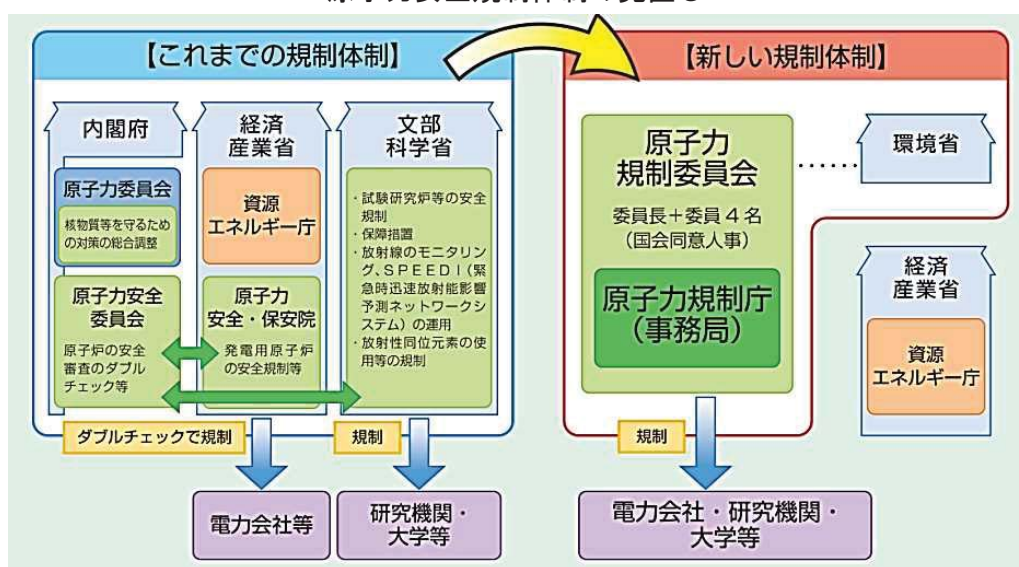 【これまでの規制体制】
内閣府
原子力委員会
核物質等を守るため
の対策の総合調整
原子力安全
委員会
原子炉の安全
審査のダブル
チェック等
経済
産業省
資源
エネルギー庁
原子力
安全・保安院
発電用原子炉
の安全規制等
文部
科学省
・試験研究炉等の安全
規制
・保障措置
・放射線のモニタリン
グ、SPEEDI(緊
急時迅速放射能影響
予測ネットワークシ
ステム)の運用
・放射性同位元素の使
用等の規制
ダブルチェックで規制
規制
電力会社等
研究機関・
大学等
【新しい規制体制】
原子力
規制委員会
委員長+委員4名
(国会同意人事)
原子力規制庁
(事務局)
環境省
経済
産業省
資源
エネルギー庁
規制
電力会社・研究機関・
大学等